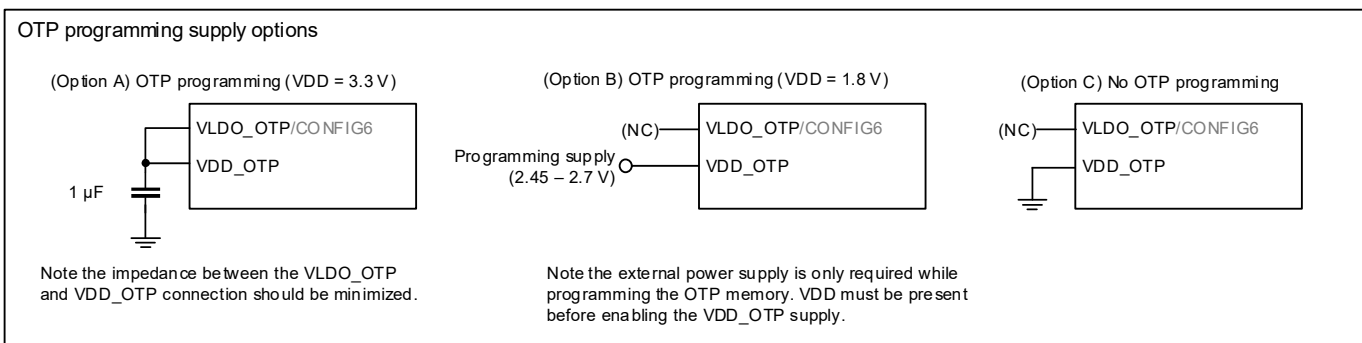 OTP programming supply options
(Option A) OTP programming (VDD = 3.3 V)
VLDO_OTP/CONFIG6
VDD_OTP
1 µF
Note the impedance between the VLDO_OTP
and VDD_OTP connection should be minimized.
(Option B) OTP programming (VDD = 1.8 V)
(NC)
VLDO_OTP/CONFIG6
Programming supply
(2.45 – 2.7 V)
VDD_OTP
Note the external power supply is only required while
programming the OTP memory. VDD must be present
before enabling the VDD_OTP supply.
(Option C) No OTP programming
(NC)
VLDO_OTP/CONFIG6
VDD_OTP